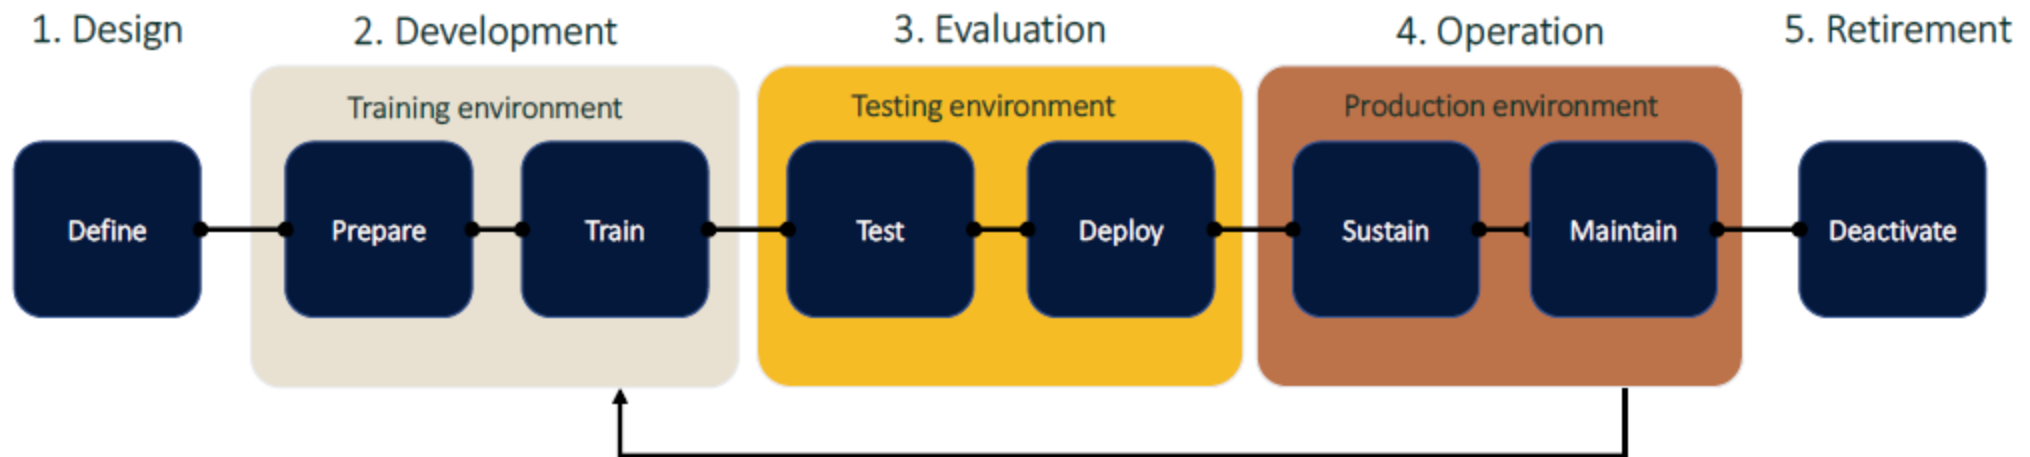 1. Design
2. Development
3. Evaluation
4. Operation
5. Retirement
Training environment
Testing environment
Production environment
Define
Prepare
Train
Test
Deploy
Sustain
Maintain
Deactivate